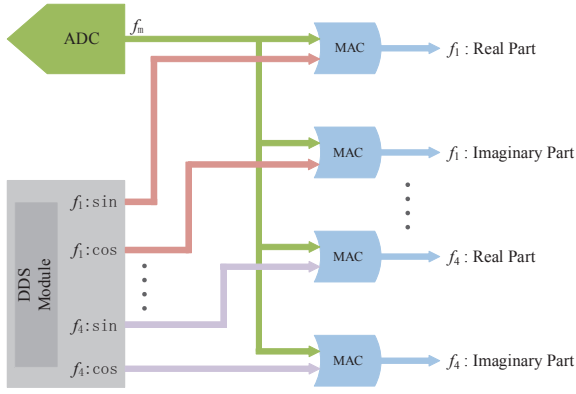 ADC
fm
MAC
f1 : Real Part
MAC
f1 : Imaginary Part
f1:sin
DDS
Module
f1:cos
MAC
f4 : Real Part
f4:sin
MAC
f4 : Imaginary Part
f4:cos